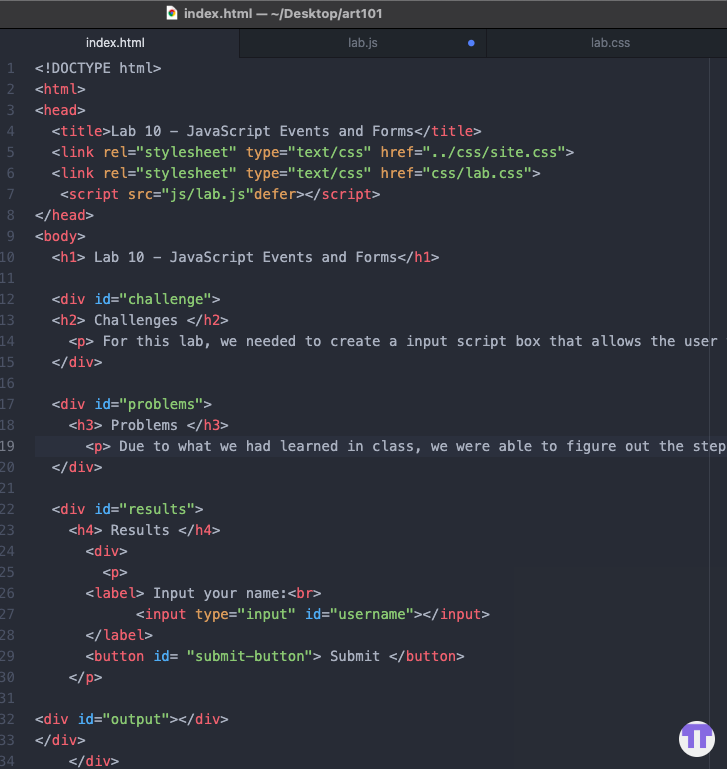 index.html — ~/Desktop/art101
index.html lab.js lab.css
1 <!DOCTYPE html>
2 <html>
3 <head>
4 <title>Lab 10 - JavaScript Events and Forms</title>
5 <link rel="stylesheet" type="text/css" href="../css/site.css">
6 <link rel="stylesheet" type="text/css" href="css/lab.css">
7 <script src="js/lab.js"defer></script>
8 </head>
9 <body>
10 <h1> Lab 10 - JavaScript Events and Forms</h1>
11
12 <div id="challenge">
13 <h2> Challenges </h2>
14 <p> For this lab, we needed to create a input script box that allows the user
15 </div>
16
17 <div id="problems">
18 <h3> Problems </h3>
19 <p> Due to what we had learned in class, we were able to figure out the step
20 </div>
21
22 <div id="results">
23 <h4> Results </h4>
24 <div>
25 <p>
26 <label> Input your name:<br>
27 <input type="input" id="username"></input>
28 </label>
29 <button id= "submit-button"> Submit </button>
30 </p>
31
32 <div id="output"></div>
33 </div>
34 </div>